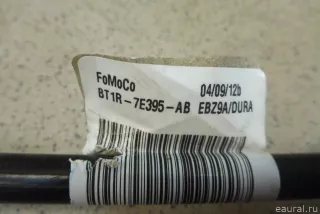 FoMoCo 04/09/12b
BT1R-7E395-AB EBZ9A/DURA
eaural.ru